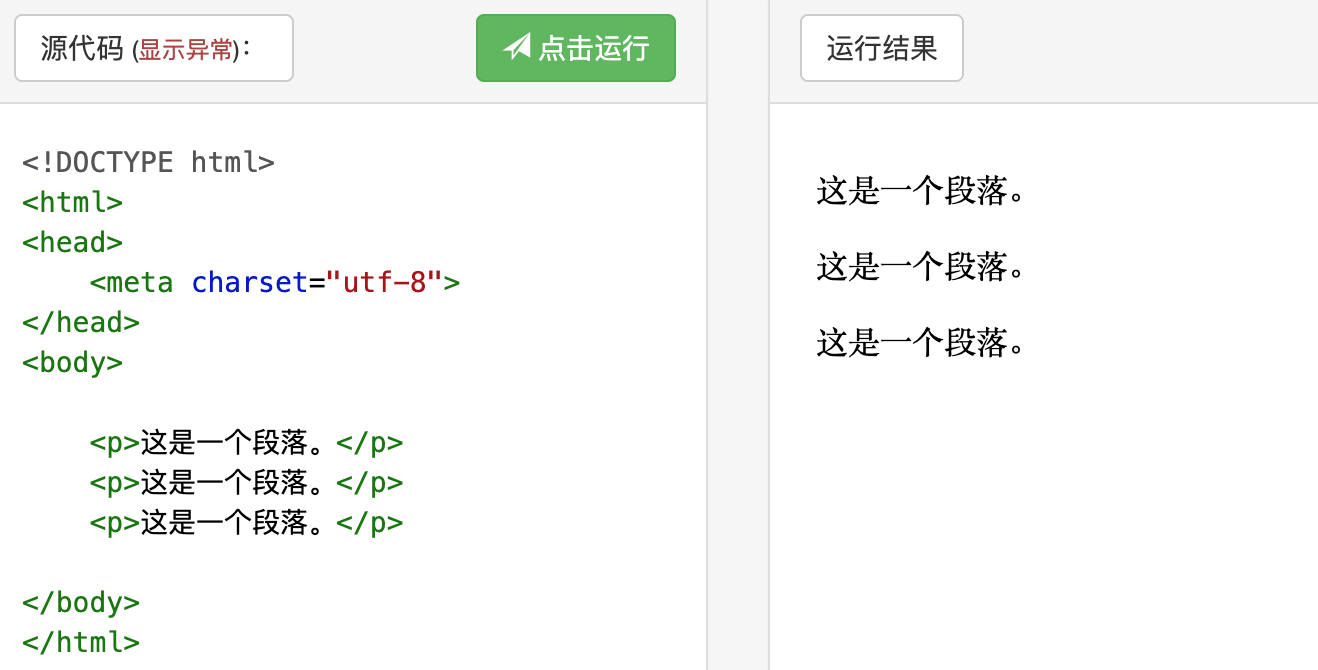 源代码 (显示异常):
点击运行
<!DOCTYPE html>
<html>
<head>
    <meta charset="utf-8">
</head>
<body>
    <p>这是一个段落。</p>
    <p>这是一个段落。</p>
    <p>这是一个段落。</p>
</body>
</html>
运行结果
这是一个段落。
这是一个段落。
这是一个段落。